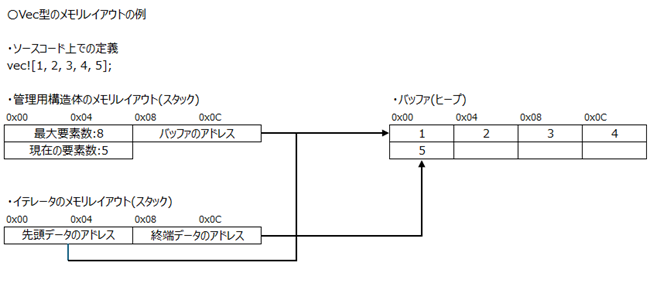 〇Vec型のメモリレイアウトの例
・ソースコード上での定義
vec![1, 2, 3, 4, 5];
・管理用構造体のメモリレイアウト(スタック)
0x00 0x04 0x08 0x0C
最大要素数:8 バッファのアドレス
現在の要素数:5
・バッファ(ヒープ)
0x00 0x04 0x08 0x0C
1 2 3 4
5
・イテレータのメモリレイアウト(スタック)
0x00 0x04 0x08 0x0C
先頭データのアドレス 終端データのアドレス